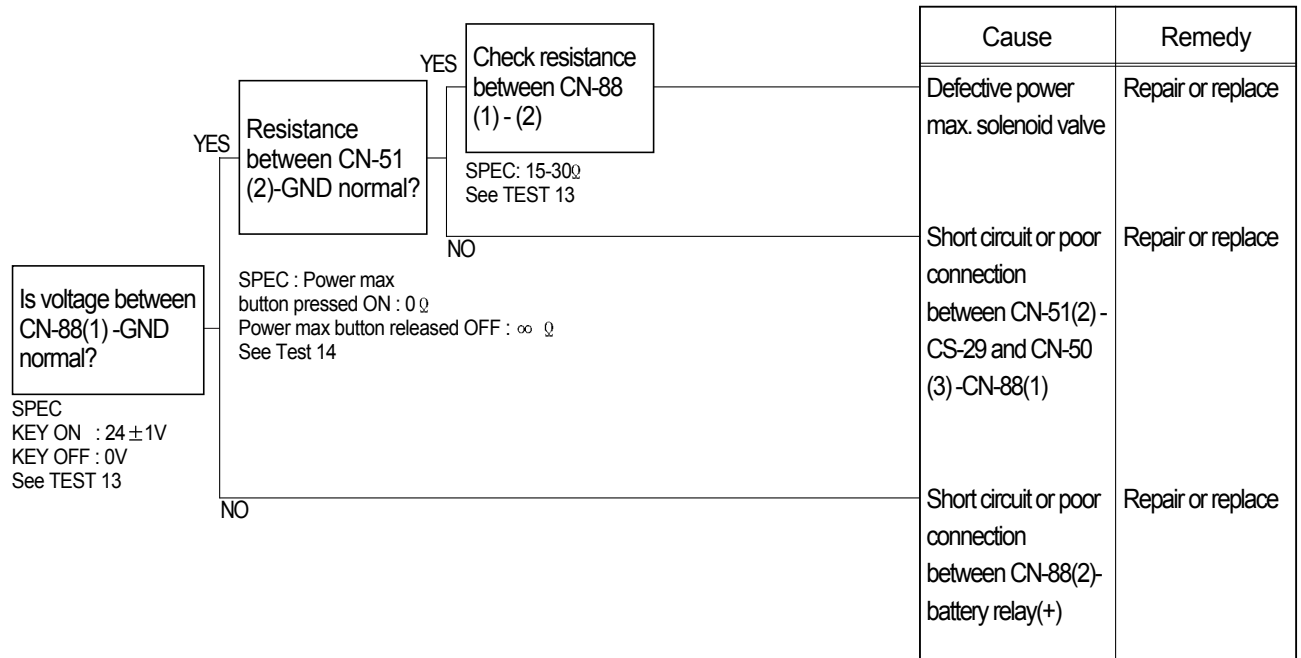 Is voltage between
CN-88(1) -GND
normal?
SPEC
KEY ON : 24±1V
KEY OFF : 0V
See TEST 13
YES
NO
Resistance
between CN-51
(2)-GND normal?
SPEC : Power max
button pressed ON : 0 Ω
Power max button released OFF : ∞ Ω
See Test 14
YES
NO
Check resistance
between CN-88
(1) - (2)
SPEC: 15-30Ω
See TEST 13
Cause
Remedy
Defective power
max. solenoid valve
Repair or replace
Short circuit or poor
connection
between CN-51(2) -
CS-29 and CN-50
(3) -CN-88(1)
Repair or replace
Short circuit or poor
connection
between CN-88(2)-
battery relay(+)
Repair or replace